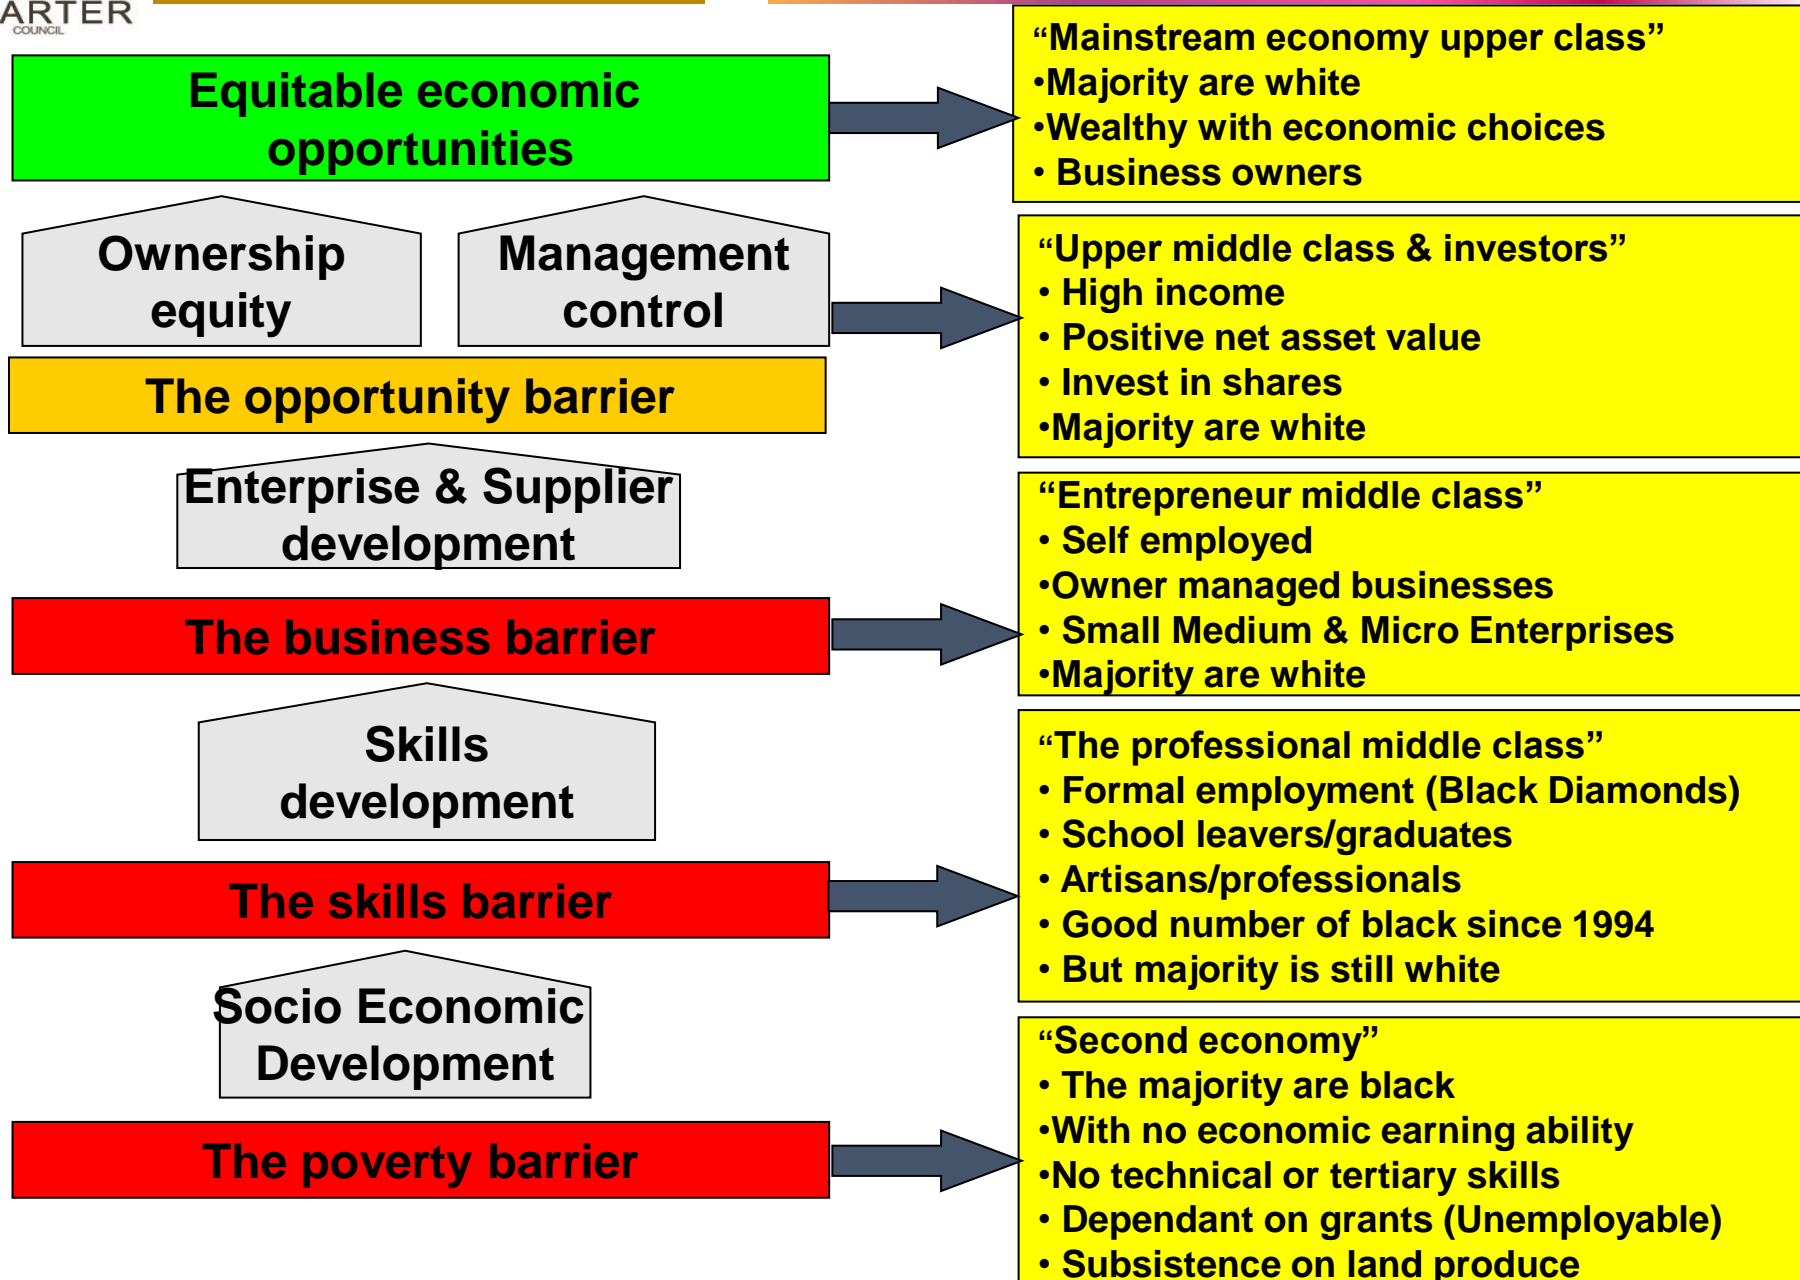 ARTER
COUNCIL
Equitable economic
opportunities
Ownership
equity
Management
control
The opportunity barrier
Enterprise & Supplier
development
The business barrier
Skills
development
The skills barrier
Socio Economic
Development
The poverty barrier
“Mainstream economy upper class”
•Majority are white
•Wealthy with economic choices
• Business owners
“Upper middle class & investors”
• High income
• Positive net asset value
• Invest in shares
•Majority are white
“Entrepreneur middle class”
• Self employed
•Owner managed businesses
• Small Medium & Micro Enterprises
•Majority are white
“The professional middle class”
• Formal employment (Black Diamonds)
• School leavers/graduates
• Artisans/professionals
• Good number of black since 1994
• But majority is still white
“Second economy”
• The majority are black
•With no economic earning ability
•No technical or tertiary skills
• Dependant on grants (Unemployable)
• Subsistence on land produce